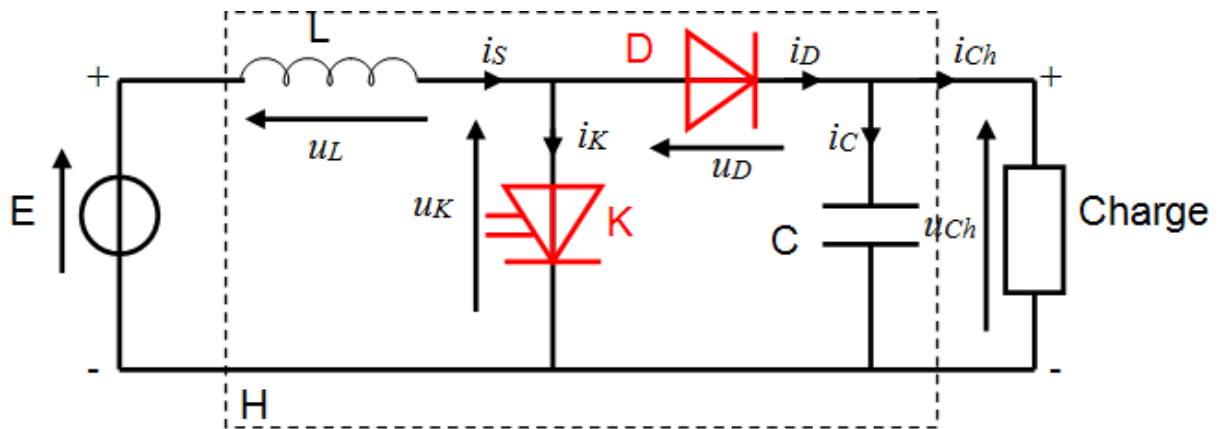 L
iS
D
iD
iCh
+
+
uL
iK
uD
iC
E
uK
K
C
uCh
Charge
-
-
H